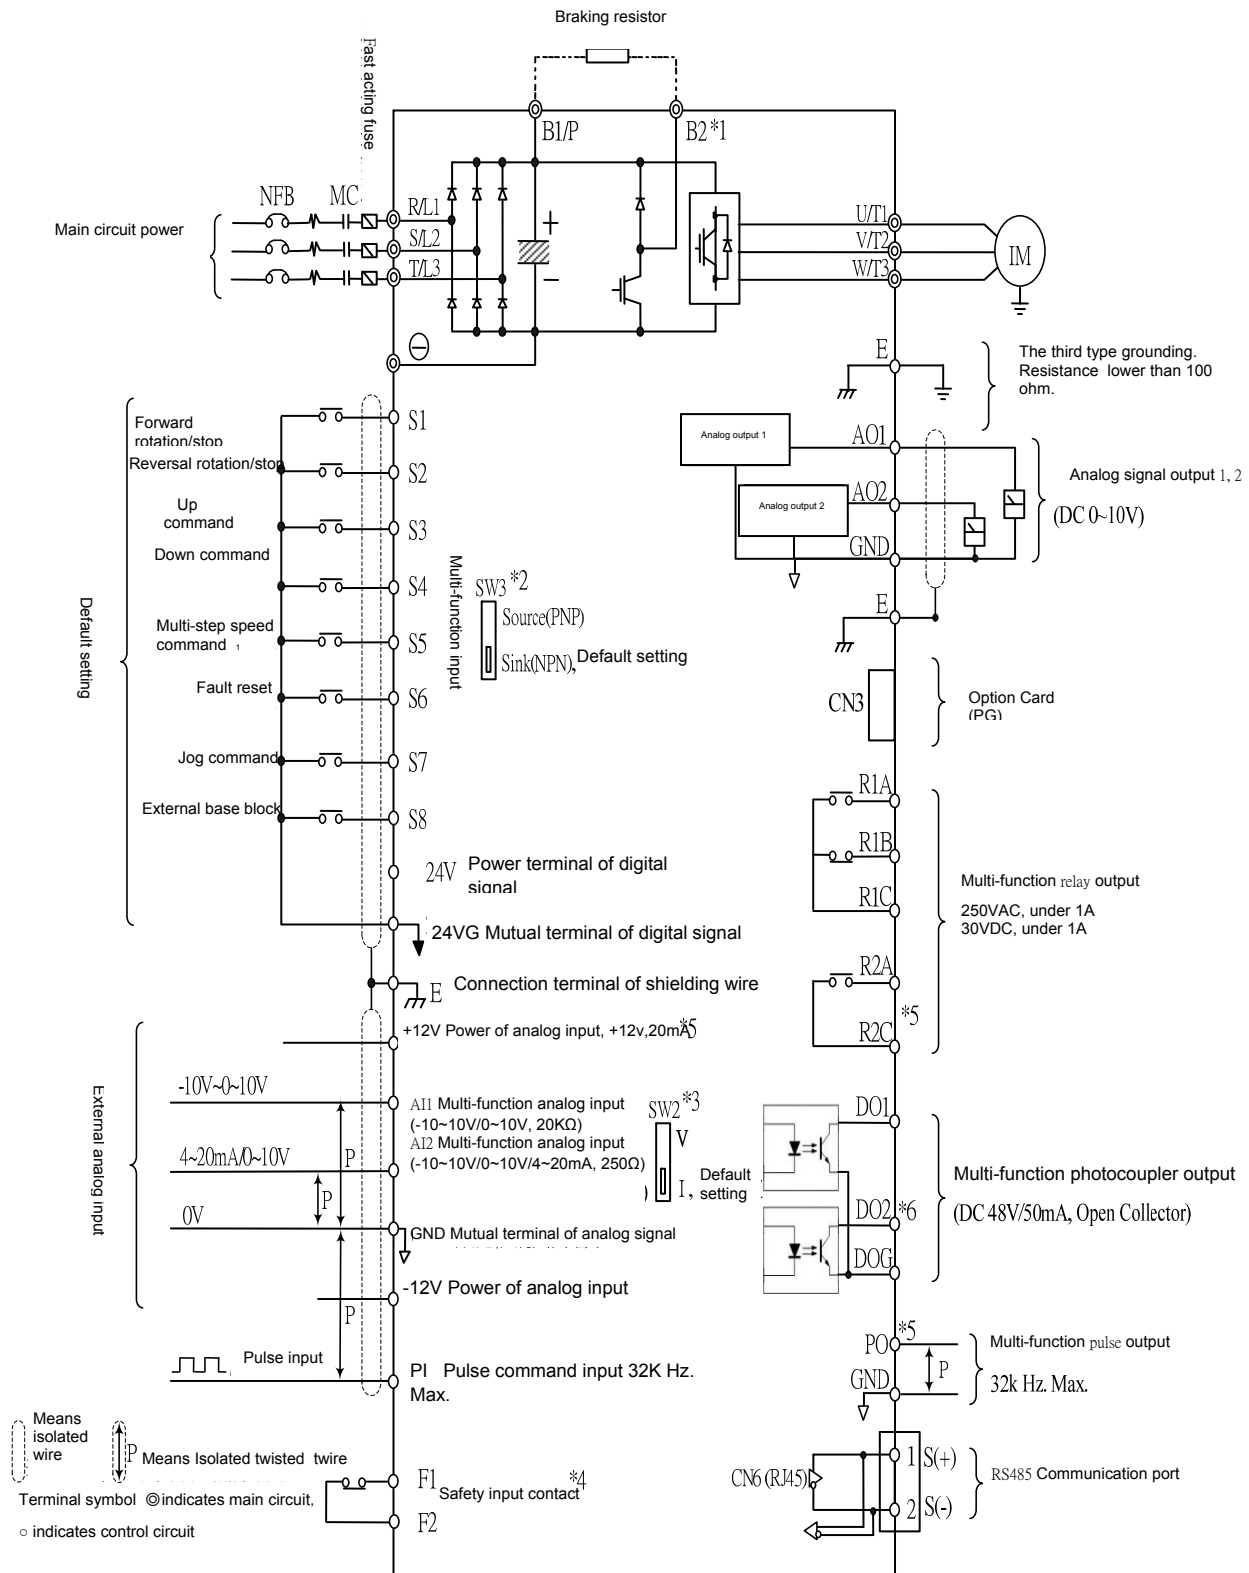 Braking resistor
Fast acting fuse
B1/P
B2*1
NFB
MC
R/L1
S/L2
T/L3
Main circuit power
+
−
U/T1
V/T2
W/T3
IM
⊖
E
The third type grounding.
Resistance lower than 100
ohm.
Default setting
Forward
rotation/stop
S1
Reversal rotation/stop
S2
Up
command
S3
Down command
S4
Multi-step speed
command 1
S5
Fault reset
S6
Jog command
S7
External base block
S8
Multi-function input
SW3*2
Source(PNP)
Sink(NPN), Default setting
24V Power terminal of digital
signal
24VG Mutual terminal of digital signal
E Connection terminal of shielding wire
Analog output 1
AO1
Analog output 2
AO2
GND
Analog signal output 1, 2
(DC 0~10V)
E
CN3
Option Card
(PG)
R1A
R1B
R1C
Multi-function relay output
250VAC, under 1A
30VDC, under 1A
R2A
*5
R2C
External analog input
+12V Power of analog input, +12v,20mA*5
-10V~0~10V
AI1 Multi-function analog input
(-10~10V/0~10V, 20KΩ)
4~20mA/0~10V
P
AI2 Multi-function analog input
(-10~10V/0~10V/4~20mA, 250Ω)
SW2*3
V
) I, Default
setting
P
0V
GND Mutual terminal of analog signal
-12V Power of analog input
P
Pulse input
PI Pulse command input 32K Hz.
Max.
DO1
DO2*6
DOG
Multi-function photocoupler output
(DC 48V/50mA, Open Collector)
PO*5
P
GND
Multi-function pulse output
32k Hz. Max.
Means
isolated
wire
P Means Isolated twisted twire
Terminal symbol ◎indicates main circuit,
○ indicates control circuit
F1 Safety input contact*4
F2
CN6 (RJ45)
1 S(+)
2 S(-)
RS485 Communication port